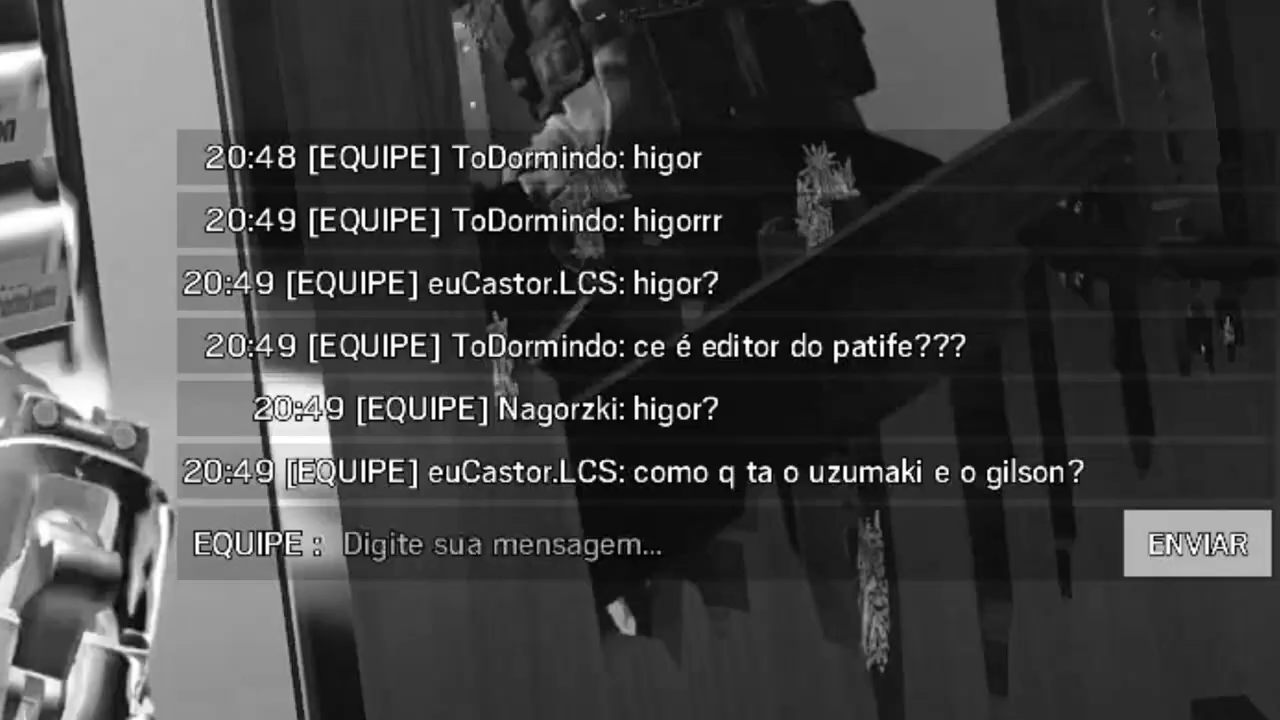 20:48 [EQUIPE] ToDormindo: higor
20:49 [EQUIPE] ToDormindo: higorrr
20:49 [EQUIPE] euCastor.LCS: higor?
20:49 [EQUIPE] ToDormindo: ce é editor do patife???
20:49 [EQUIPE] Nagorzki: higor?
20:49 [EQUIPE] euCastor.LCS: como q ta o uzumaki e o gilson?
EQUIPE : Digite sua mensagem... ENVIAR